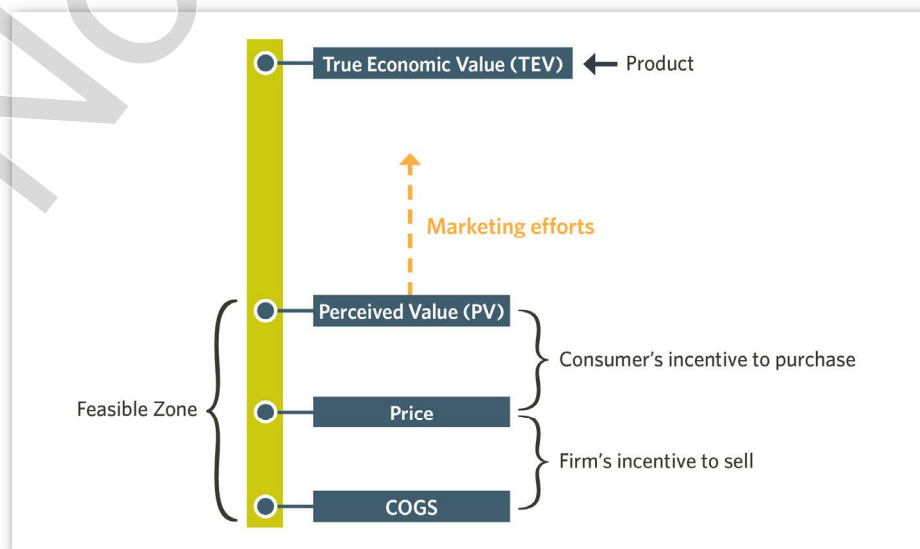 True Economic Value (TEV)
Product
Marketing efforts
Perceived Value (PV)
Consumer's incentive to purchase
Feasible Zone
Price
Firm's incentive to sell
COGS